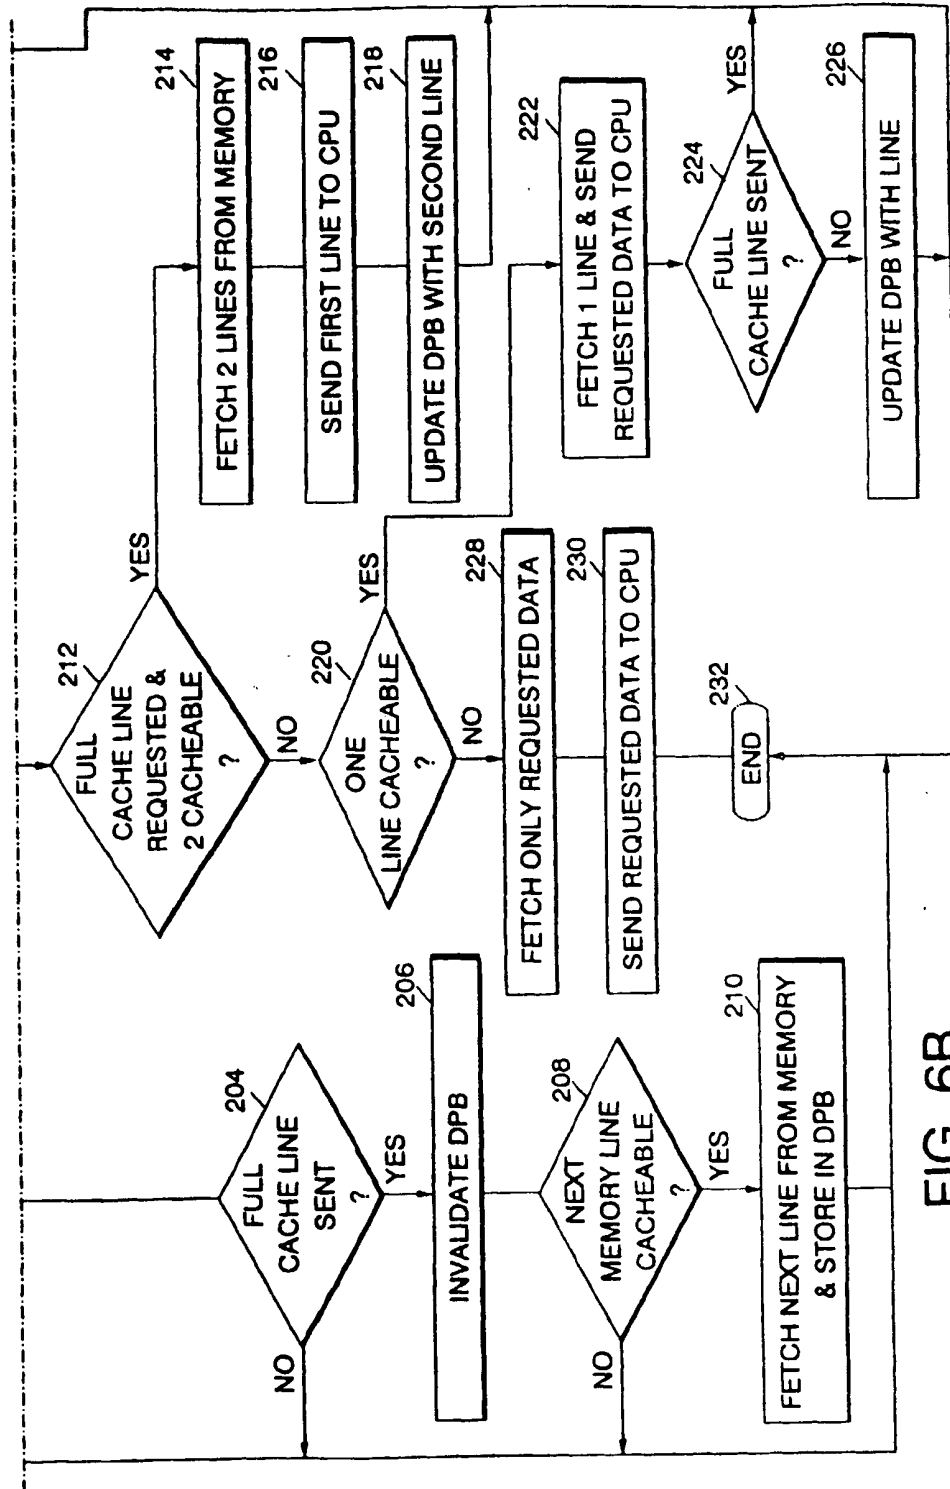 204
FULL
CACHE LINE
SENT
?
NO
YES
206
INVALIDATE DPB
208
NEXT
MEMORY LINE
CACHEABLE
?
NO
YES
210
FETCH NEXT LINE FROM MEMORY
& STORE IN DPB
212
FULL
CACHE LINE
REQUESTED &
2 CACHEABLE
?
YES
NO
214
FETCH 2 LINES FROM MEMORY
216
SEND FIRST LINE TO CPU
218
UPDATE DPB WITH SECOND LINE
220
ONE
LINE CACHEABLE
?
YES
NO
222
FETCH 1 LINE & SEND
REQUESTED DATA TO CPU
224
FULL
CACHE LINE SENT
?
YES
NO
226
UPDATE DPB WITH LINE
228
FETCH ONLY REQUESTED DATA
230
SEND REQUESTED DATA TO CPU
232
END
FIG. 6B